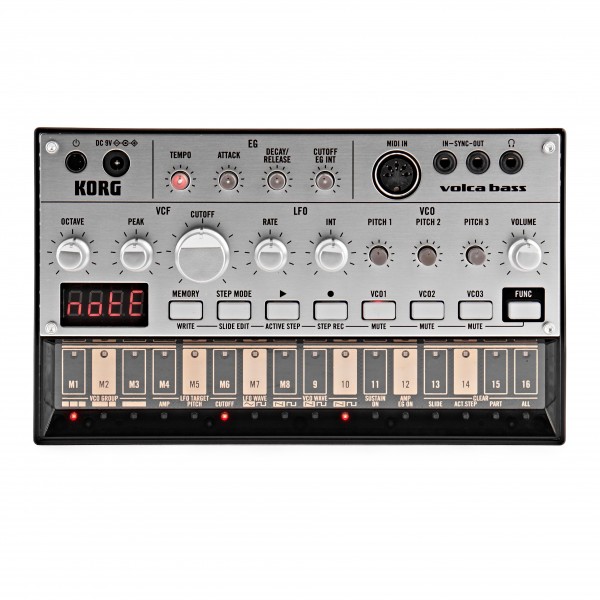 EG
DC 9V
TEMPO ATTACK DECAY/RELEASE CUTOFF EG INT
MIDI IN
IN–SYNC–OUT
KORG
volca bass
VCF LFO VCO
OCTAVE PEAK CUTOFF RATE INT PITCH 1 PITCH 2 PITCH 3 VOLUME
notE
MEMORY STEP MODE VCO1 VCO2 VCO3 FUNC
WRITE SLIDE EDIT ACTIVE STEP STEP REC MUTE MUTE MUTE
M1 M2 M3 M4 M5 M6 M7 M8 9 10 11 12 13 14 15 16
VCO GROUP LFO TARGET LFO WAVE VCO WAVE SUSTAIN AMP CLEAR
AMP PITCH CUTOFF ON EG ON SLIDE ACT.STEP PART ALL